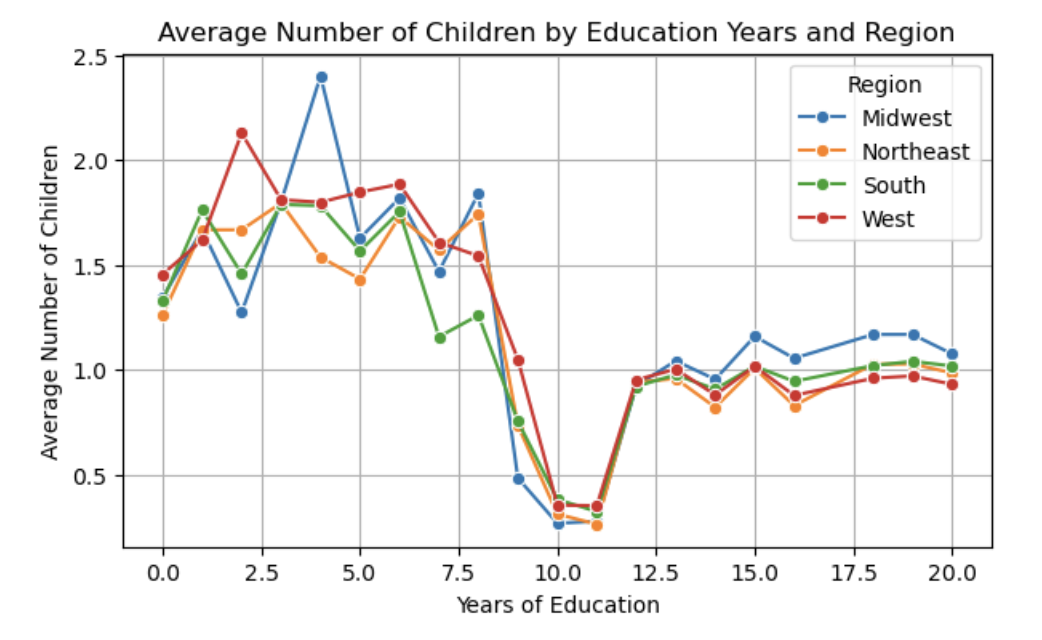 Average Number of Children by Education Years and Region
Average Number of Children
2.5
2.0
1.5
1.0
0.5
Region
Midwest
Northeast
South
West
0.0 2.5 5.0 7.5 10.0 12.5 15.0 17.5 20.0
Years of Education